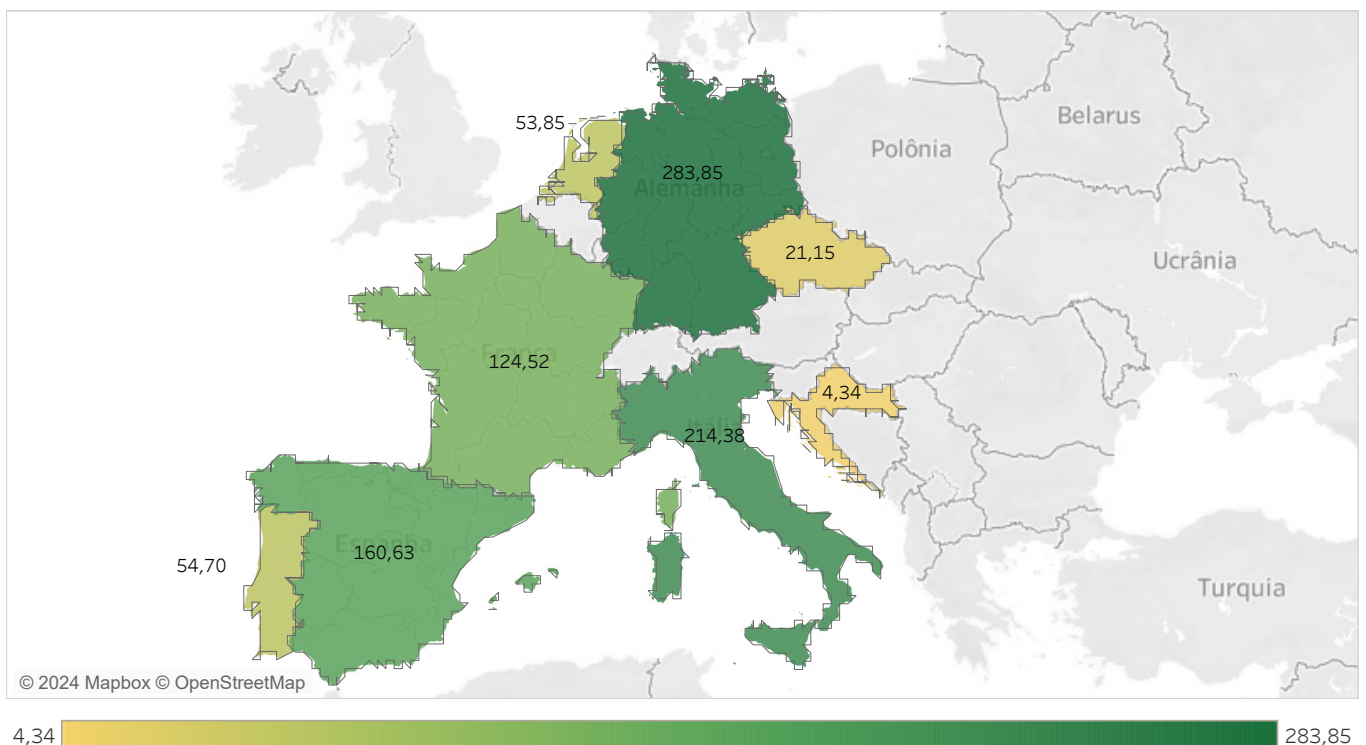 Belarus
53,85
Polônia
283,85
Alemanha
21,15
Ucrânia
França
124,52
4,34
Itália
214,38
Espanha
160,63
54,70
Turquia
© 2024 Mapbox © OpenStreetMap
4,34
283,85